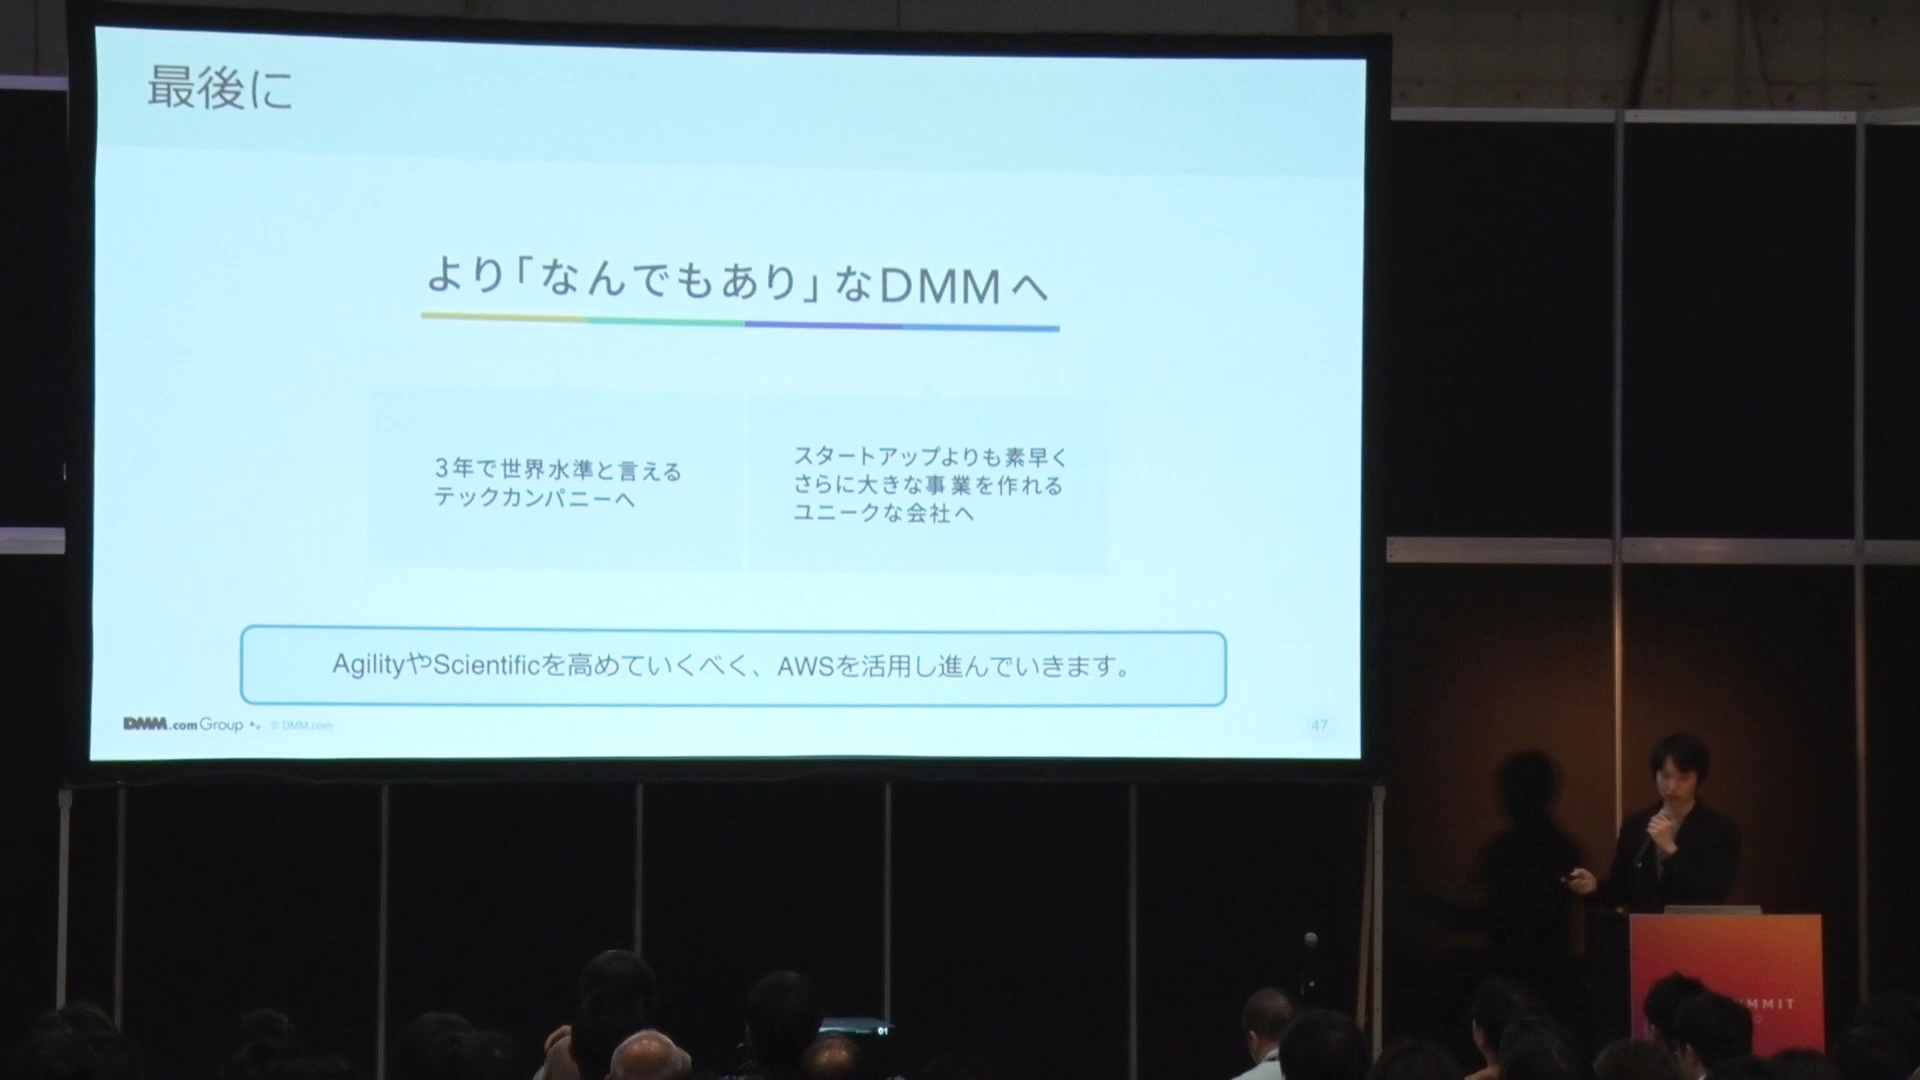 最後に
より「なんでもあり」なDMMへ
3年で世界水準と言える
テックカンパニーへ
スタートアップよりも素早く
さらに大きな事業を作れる
ユニークな会社へ
AgilityやScientificを高めていくべく、AWSを活用し進んでいきます。
DMM.com Group © DMM.com
47
01